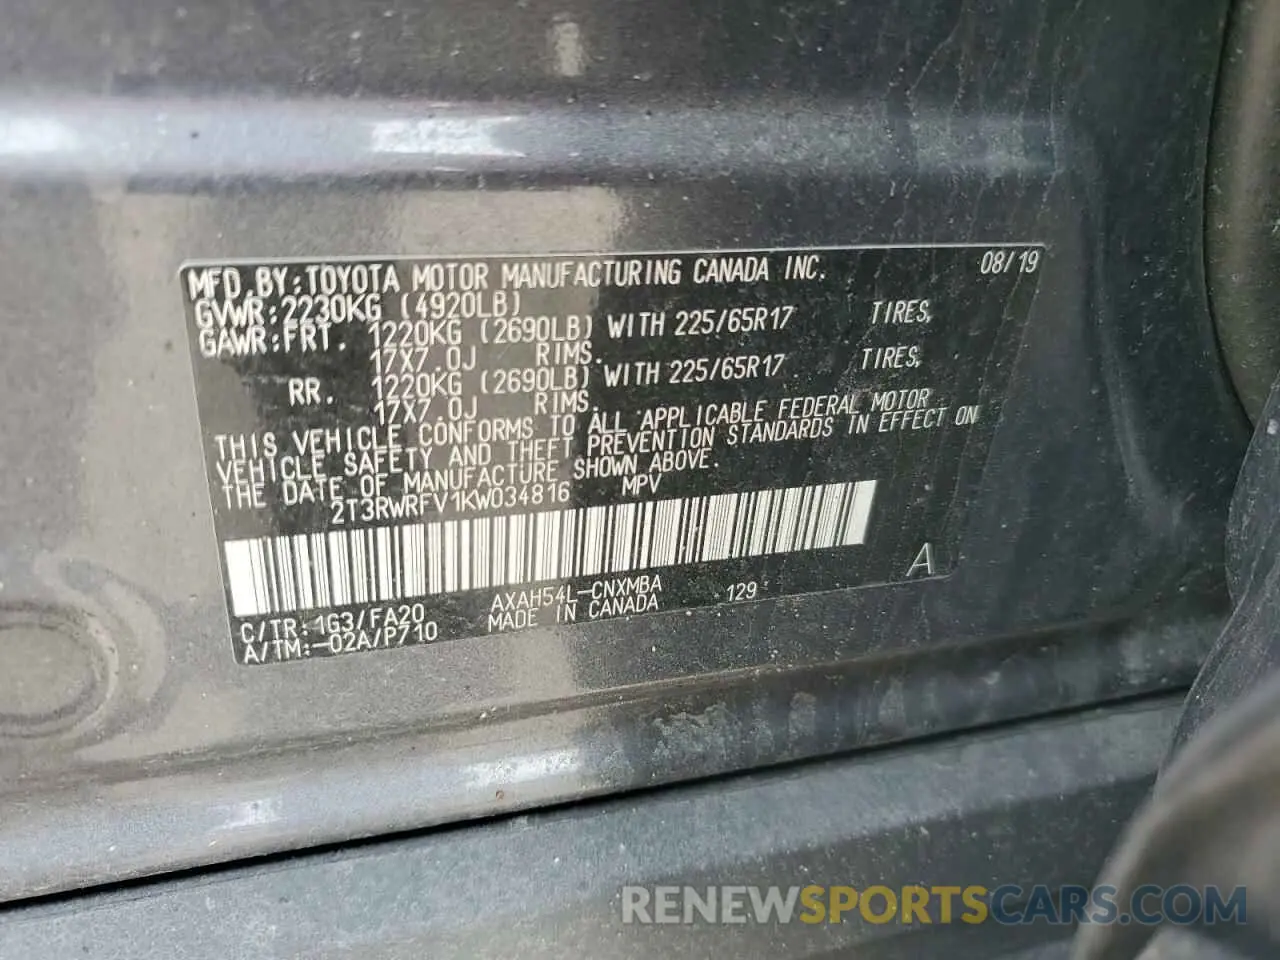 MFD.BY:TOYOTA MOTOR MANUFACTURING CANADA INC. 08/19
GVWR:2230KG (4920LB)
GAWR:FRT. 1220KG (2690LB) WITH 225/65R17 TIRES,
17X7.0J RIMS.
RR. 1220KG (2690LB) WITH 225/65R17 TIRES,
17X7.0J RIMS.
THIS VEHICLE CONFORMS TO ALL APPLICABLE FEDERAL MOTOR
VEHICLE SAFETY AND THEFT PREVENTION STANDARDS IN EFFECT ON
THE DATE OF MANUFACTURE SHOWN ABOVE.
2T3RWRFV1KW034816 MPV
A
C/TR:1G3/FA20 AXAH54L-CNXMBA 129
A/TM:-02A/P710 MADE IN CANADA
RENEWSPORTSCARS.COM